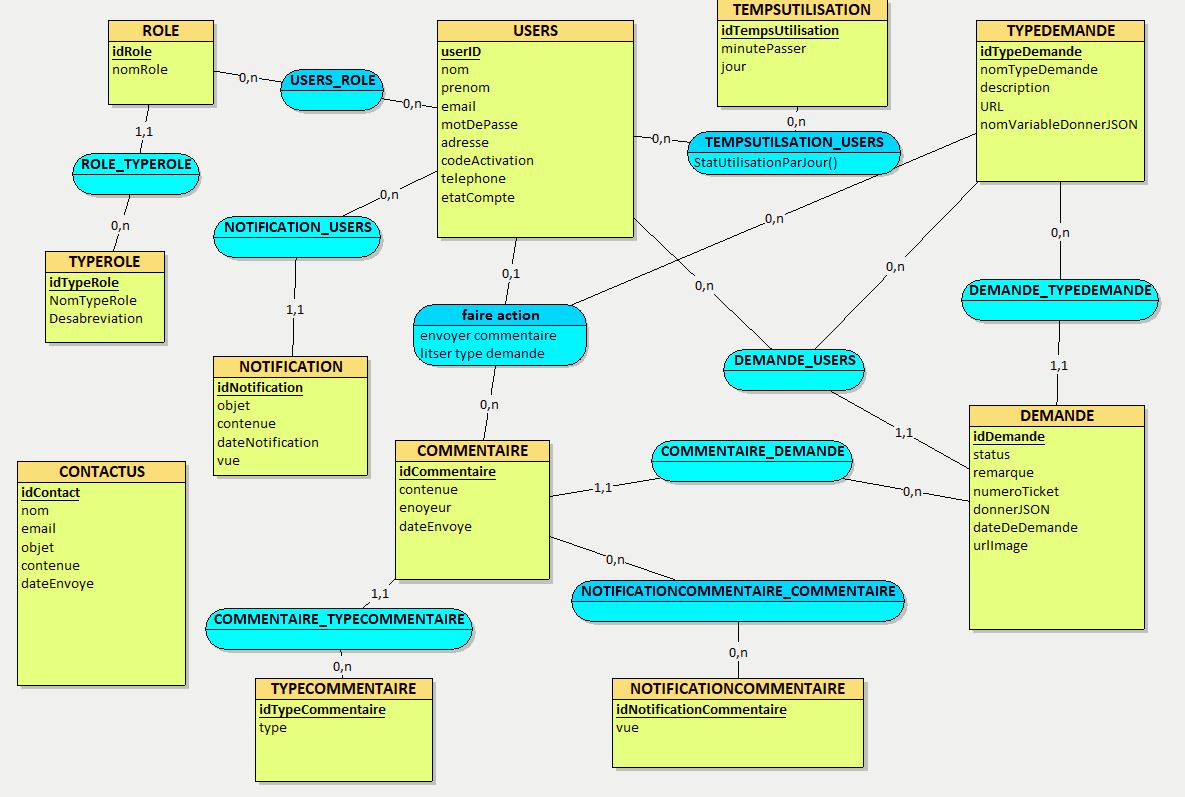 ROLE
idRole
nomRole
0,n
USERS_ROLE
0,n
1,1
ROLE_TYPEROLE
0,n
TYPEROLE
idTypeRole
NomTypeRole
Desabreviation
USERS
userID
nom
prenom
email
motDePasse
adresse
codeActivation
telephone
etatCompte
TEMPSUTILISATION
idTempsUtilisation
minutePasser
jour
0,n
0,n
TEMPSUTILSATION_USERS
StatUtilisationParJour()
TYPEDEMANDE
idTypeDemande
nomTypeDemande
description
URL
nomVariableDonnerJSON
0,n
NOTIFICATION_USERS
1,1
NOTIFICATION
idNotification
objet
contenue
dateNotification
vue
0,1
faire action
envoyer commentaire
litser type demande
0,n
0,n
0,n
0,n
DEMANDE_USERS
1,1
0,n
DEMANDE_TYPEDEMANDE
1,1
DEMANDE
idDemande
status
remarque
numeroTicket
donnerJSON
dateDeDemande
urlImage
COMMENTAIRE
idCommentaire
contenue
enoyeur
dateEnvoye
1,1
COMMENTAIRE_DEMANDE
0,n
CONTACTUS
idContact
nom
email
objet
contenue
dateEnvoye
1,1
COMMENTAIRE_TYPECOMMENTAIRE
0,n
TYPECOMMENTAIRE
idTypeCommentaire
type
0,n
NOTIFICATIONCOMMENTAIRE_COMMENTAIRE
0,n
NOTIFICATIONCOMMENTAIRE
idNotificationCommentaire
vue